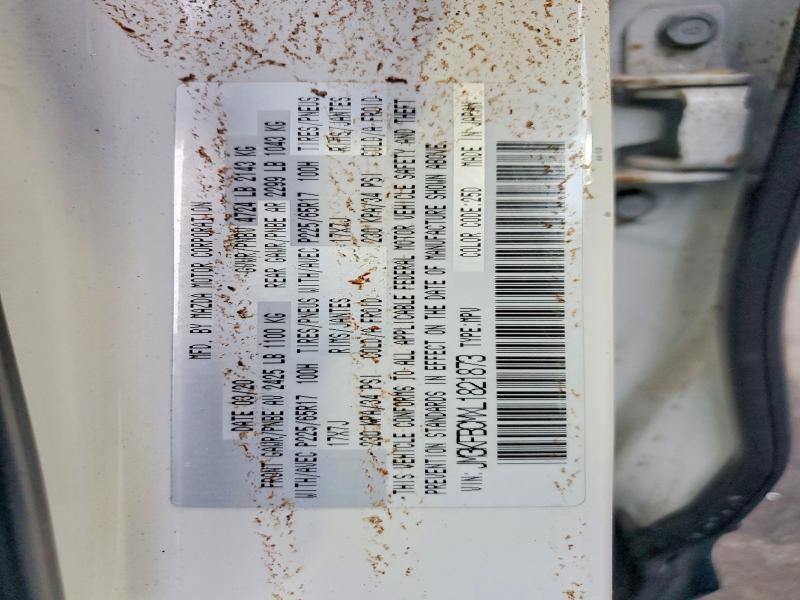 MFD. BY MAZDA MOTOR CORPORATION
DATE 08/20 GVWR/PNBV 4724 LB 2143 KG
FRONT GAWR/PNBE AV 2425 LB 1100 KG REAR GAWR/PNBE AR 2299 LB 1043 KG
WITH/AVEC P225/65R17 100H TIRES/PNEUS WITH/AVEC P225/65R17 100H TIRES/PNEUS
17X7J RIMS/JANTES 17X7J RIMS/JANTES
230 KPA/34 PSI COLD/A FROID 230 KPA/34 PSI COLD/A FROID
THIS VEHICLE CONFORMS TO ALL APPLICABLE FEDERAL MOTOR VEHICLE SAFETY AND THEFT
PREVENTION STANDARDS IN EFFECT ON THE DATE OF MANUFACTURE SHOWN ABOVE.
COLOR CODE:25D MADE IN JAPAN
VIN: JM3KFBCMXL1821873 TYPE:MPV